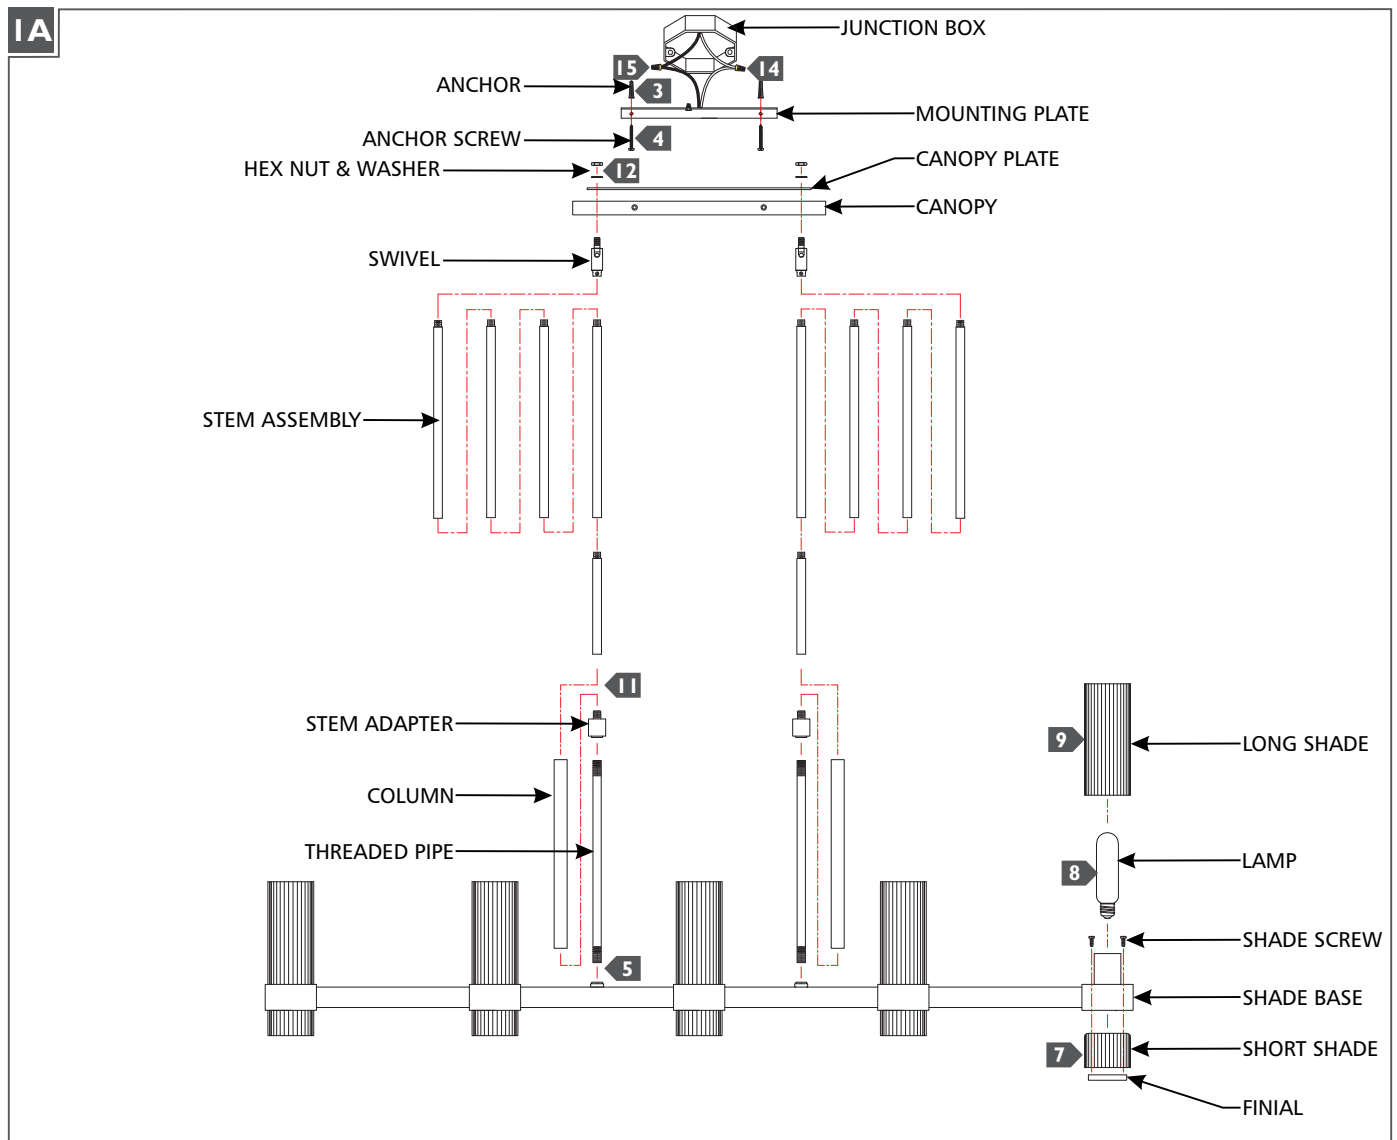 1A
JUNCTION BOX
15
14
ANCHOR
3
MOUNTING PLATE
ANCHOR SCREW
4
CANOPY PLATE
HEX NUT & WASHER
12
CANOPY
SWIVEL
STEM ASSEMBLY
11
STEM ADAPTER
9
LONG SHADE
COLUMN
THREADED PIPE
8
LAMP
SHADE SCREW
5
SHADE BASE
7
SHORT SHADE
FINIAL